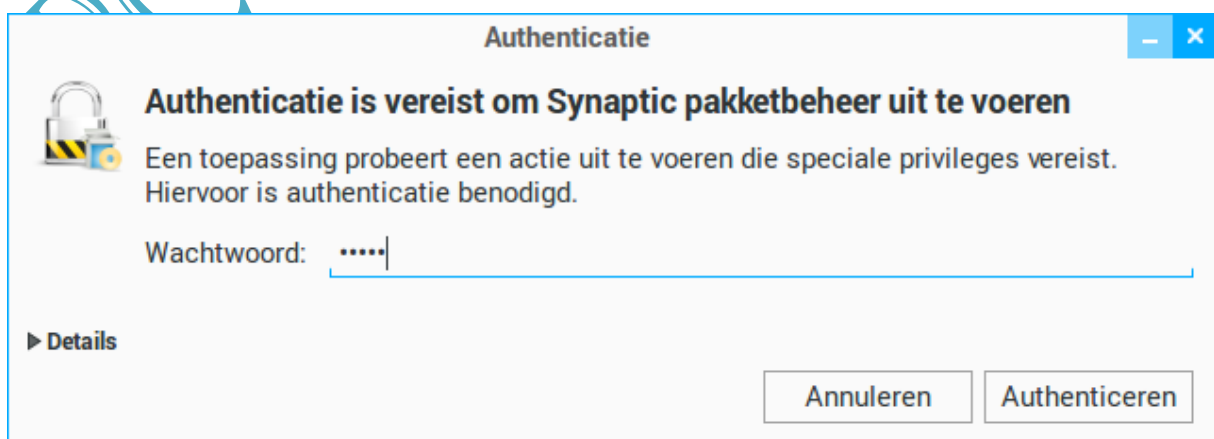 Authenticatie
Authenticatie is vereist om Synaptic pakketbeheer uit te voeren
Een toepassing probeert een actie uit te voeren die speciale privileges vereist.
Hiervoor is authenticatie benodigd.
Wachtwoord: •••••
Details
Annuleren Authenticeren